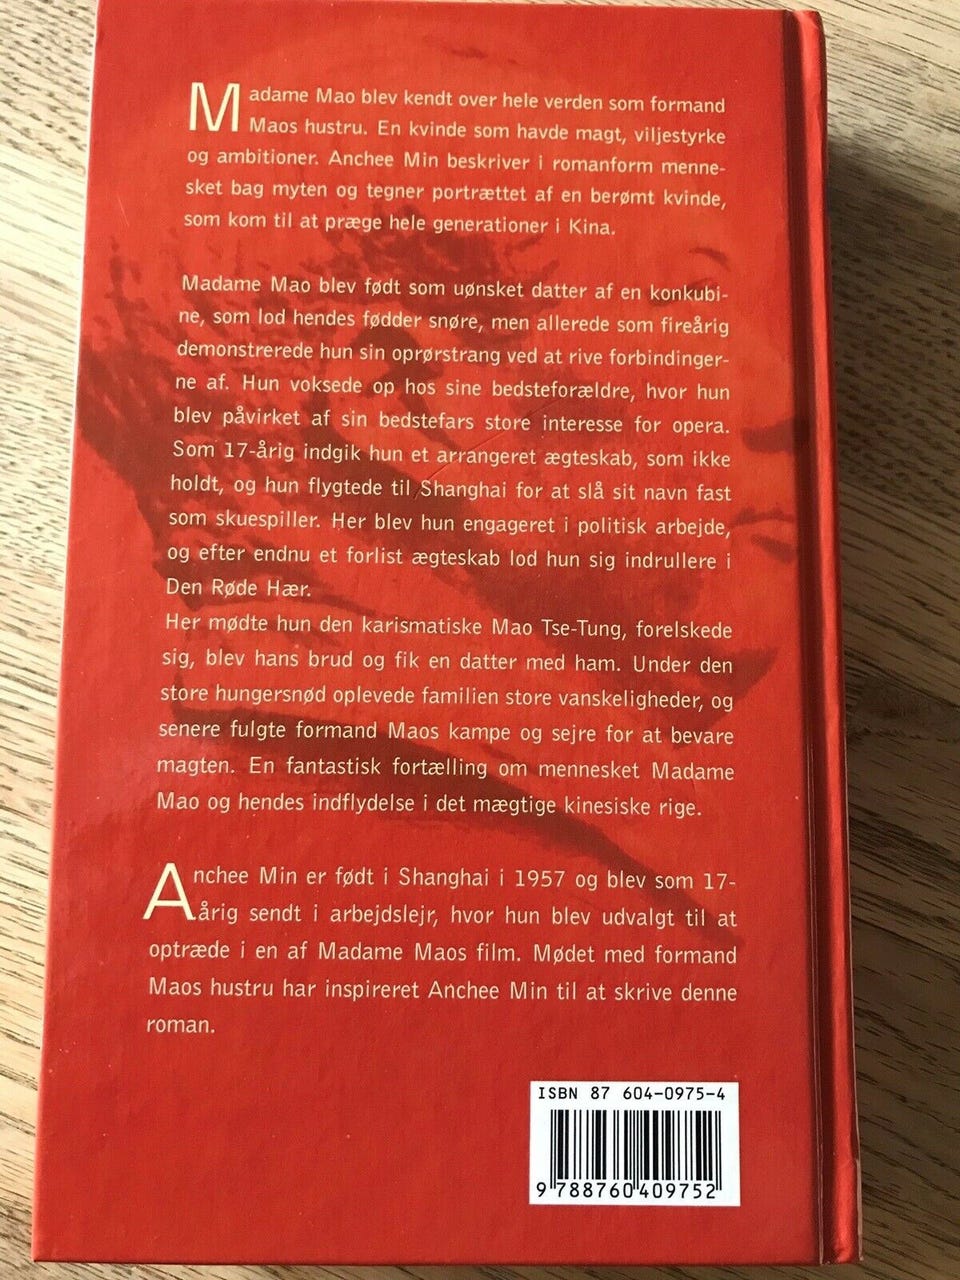 Madame Mao blev kendt over hele verden som formand
Maos hustru. En kvinde som havde magt, viljestyrke
og ambitioner. Anchee Min beskriver i romanform menne-
sket bag myten og tegner portrættet af en berømt kvinde,
som kom til at præge hele generationer i Kina.
Madame Mao blev født som uønsket datter af en konkubi-
ne, som lod hendes fødder snøre, men allerede som fireårig
demonstrerede hun sin oprørstrang ved at rive forbindinger-
ne af. Hun voksede op hos sine bedsteforældre, hvor hun
blev påvirket af sin bedstefars store interesse for opera.
Som 17-årig indgik hun et arrangeret ægteskab, som ikke
holdt, og hun flygtede til Shanghai for at slå sit navn fast
som skuespiller. Her blev hun engageret i politisk arbejde,
og efter endnu et forlist ægteskab lod hun sig indrullere i
Den Røde Hær.
Her mødte hun den karismatiske Mao Tse-Tung, forelskede
sig, blev hans brud og fik en datter med ham. Under den
store hungersnød oplevede familien store vanskeligheder, og
senere fulgte formand Maos kampe og sejre for at bevare
magten. En fantastisk fortælling om mennesket Madame
Mao og hendes indflydelse i det mægtige kinesiske rige.
Anchee Min er født i Shanghai i 1957 og blev som 17-
årig sendt i arbejdslejr, hvor hun blev udvalgt til at
optræde i en af Madame Maos film. Mødet med formand
Maos hustru har inspireret Anchee Min til at skrive denne
roman.
ISBN 87 604-0975-4
9 788760 409752